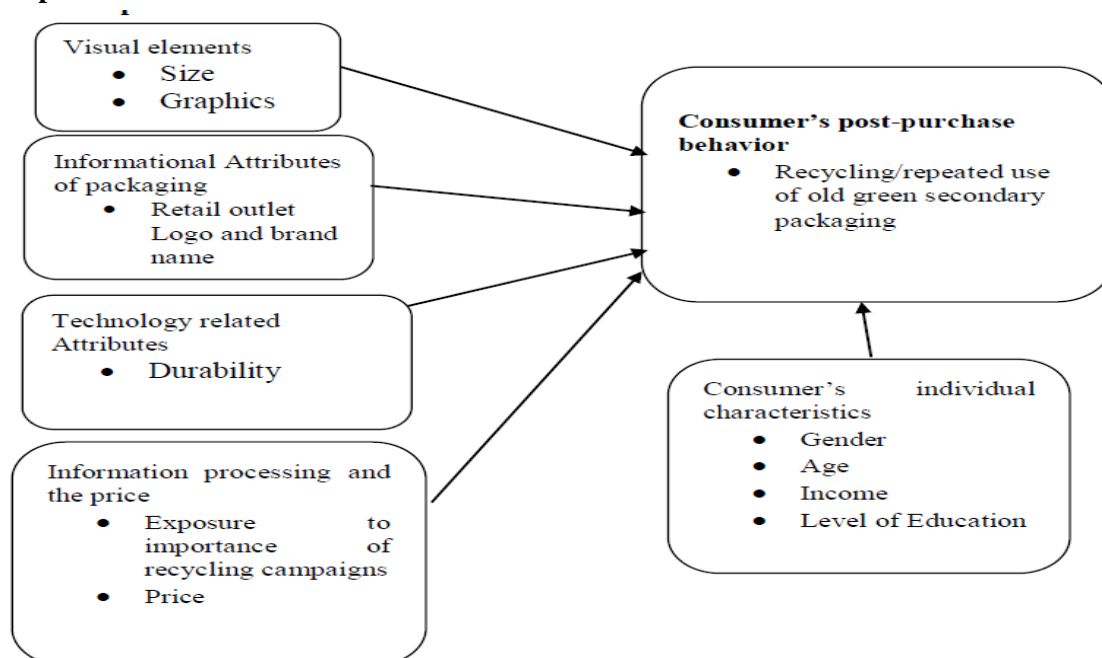 Visual elements
• Size
• Graphics
Informational Attributes
of packaging
• Retail outlet
Logo and brand
name
Technology related
Attributes
• Durability
Information processing and
the price
• Exposure to
importance of
recycling campaigns
• Price
Consumer's post-purchase
behavior
• Recycling/repeated use
of old green secondary
packaging
Consumer's individual
characteristics
• Gender
• Age
• Income
• Level of Education